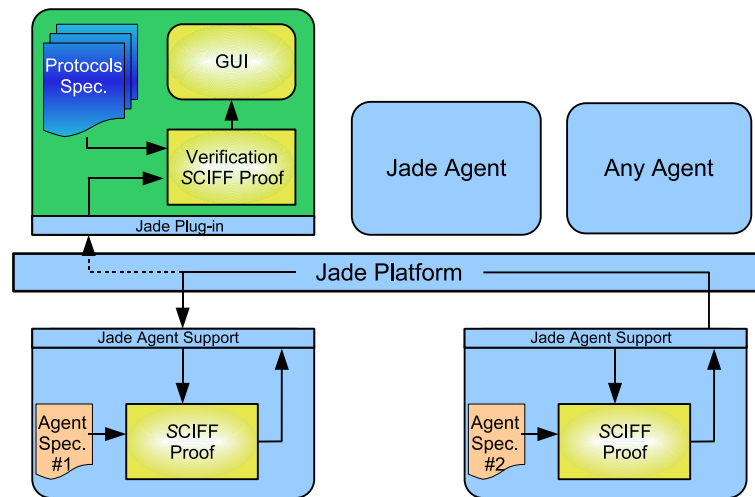 Protocols
Spec.
GUI
Verification
SCIFF Proof
Jade Plug-in
Jade Agent
Any Agent
Jade Platform
Jade Agent Support
Agent
Spec.
#1
SCIFF
Proof
Jade Agent Support
Agent
Spec.
#2
SCIFF
Proof